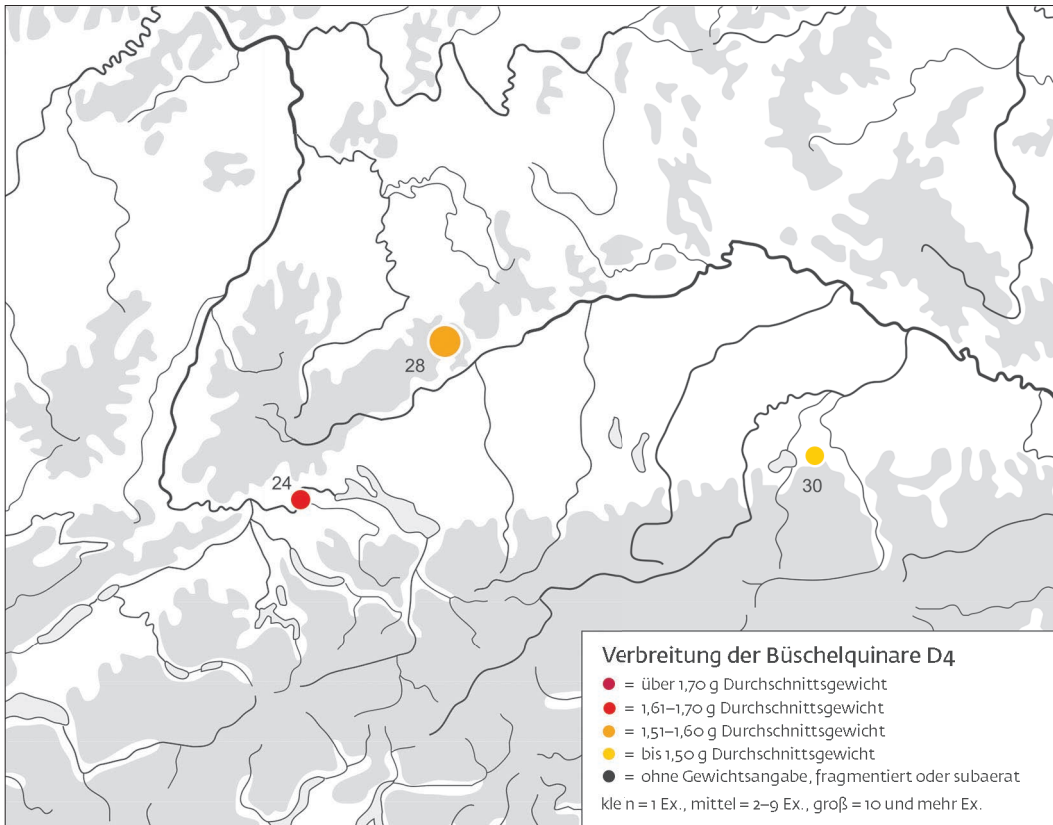 28
24
30
Verbreitung der Büschelquinare D4
= über 1,70 g Durchschnittsgewicht
= 1,61–1,70 g Durchschnittsgewicht
= 1,51–1,60 g Durchschnittsgewicht
= bis 1,50 g Durchschnittsgewicht
= ohne Gewichtsangabe, fragmentiert oder subaerat
kle n = 1 Ex., mittel = 2–9 Ex., groß = 10 und mehr Ex.